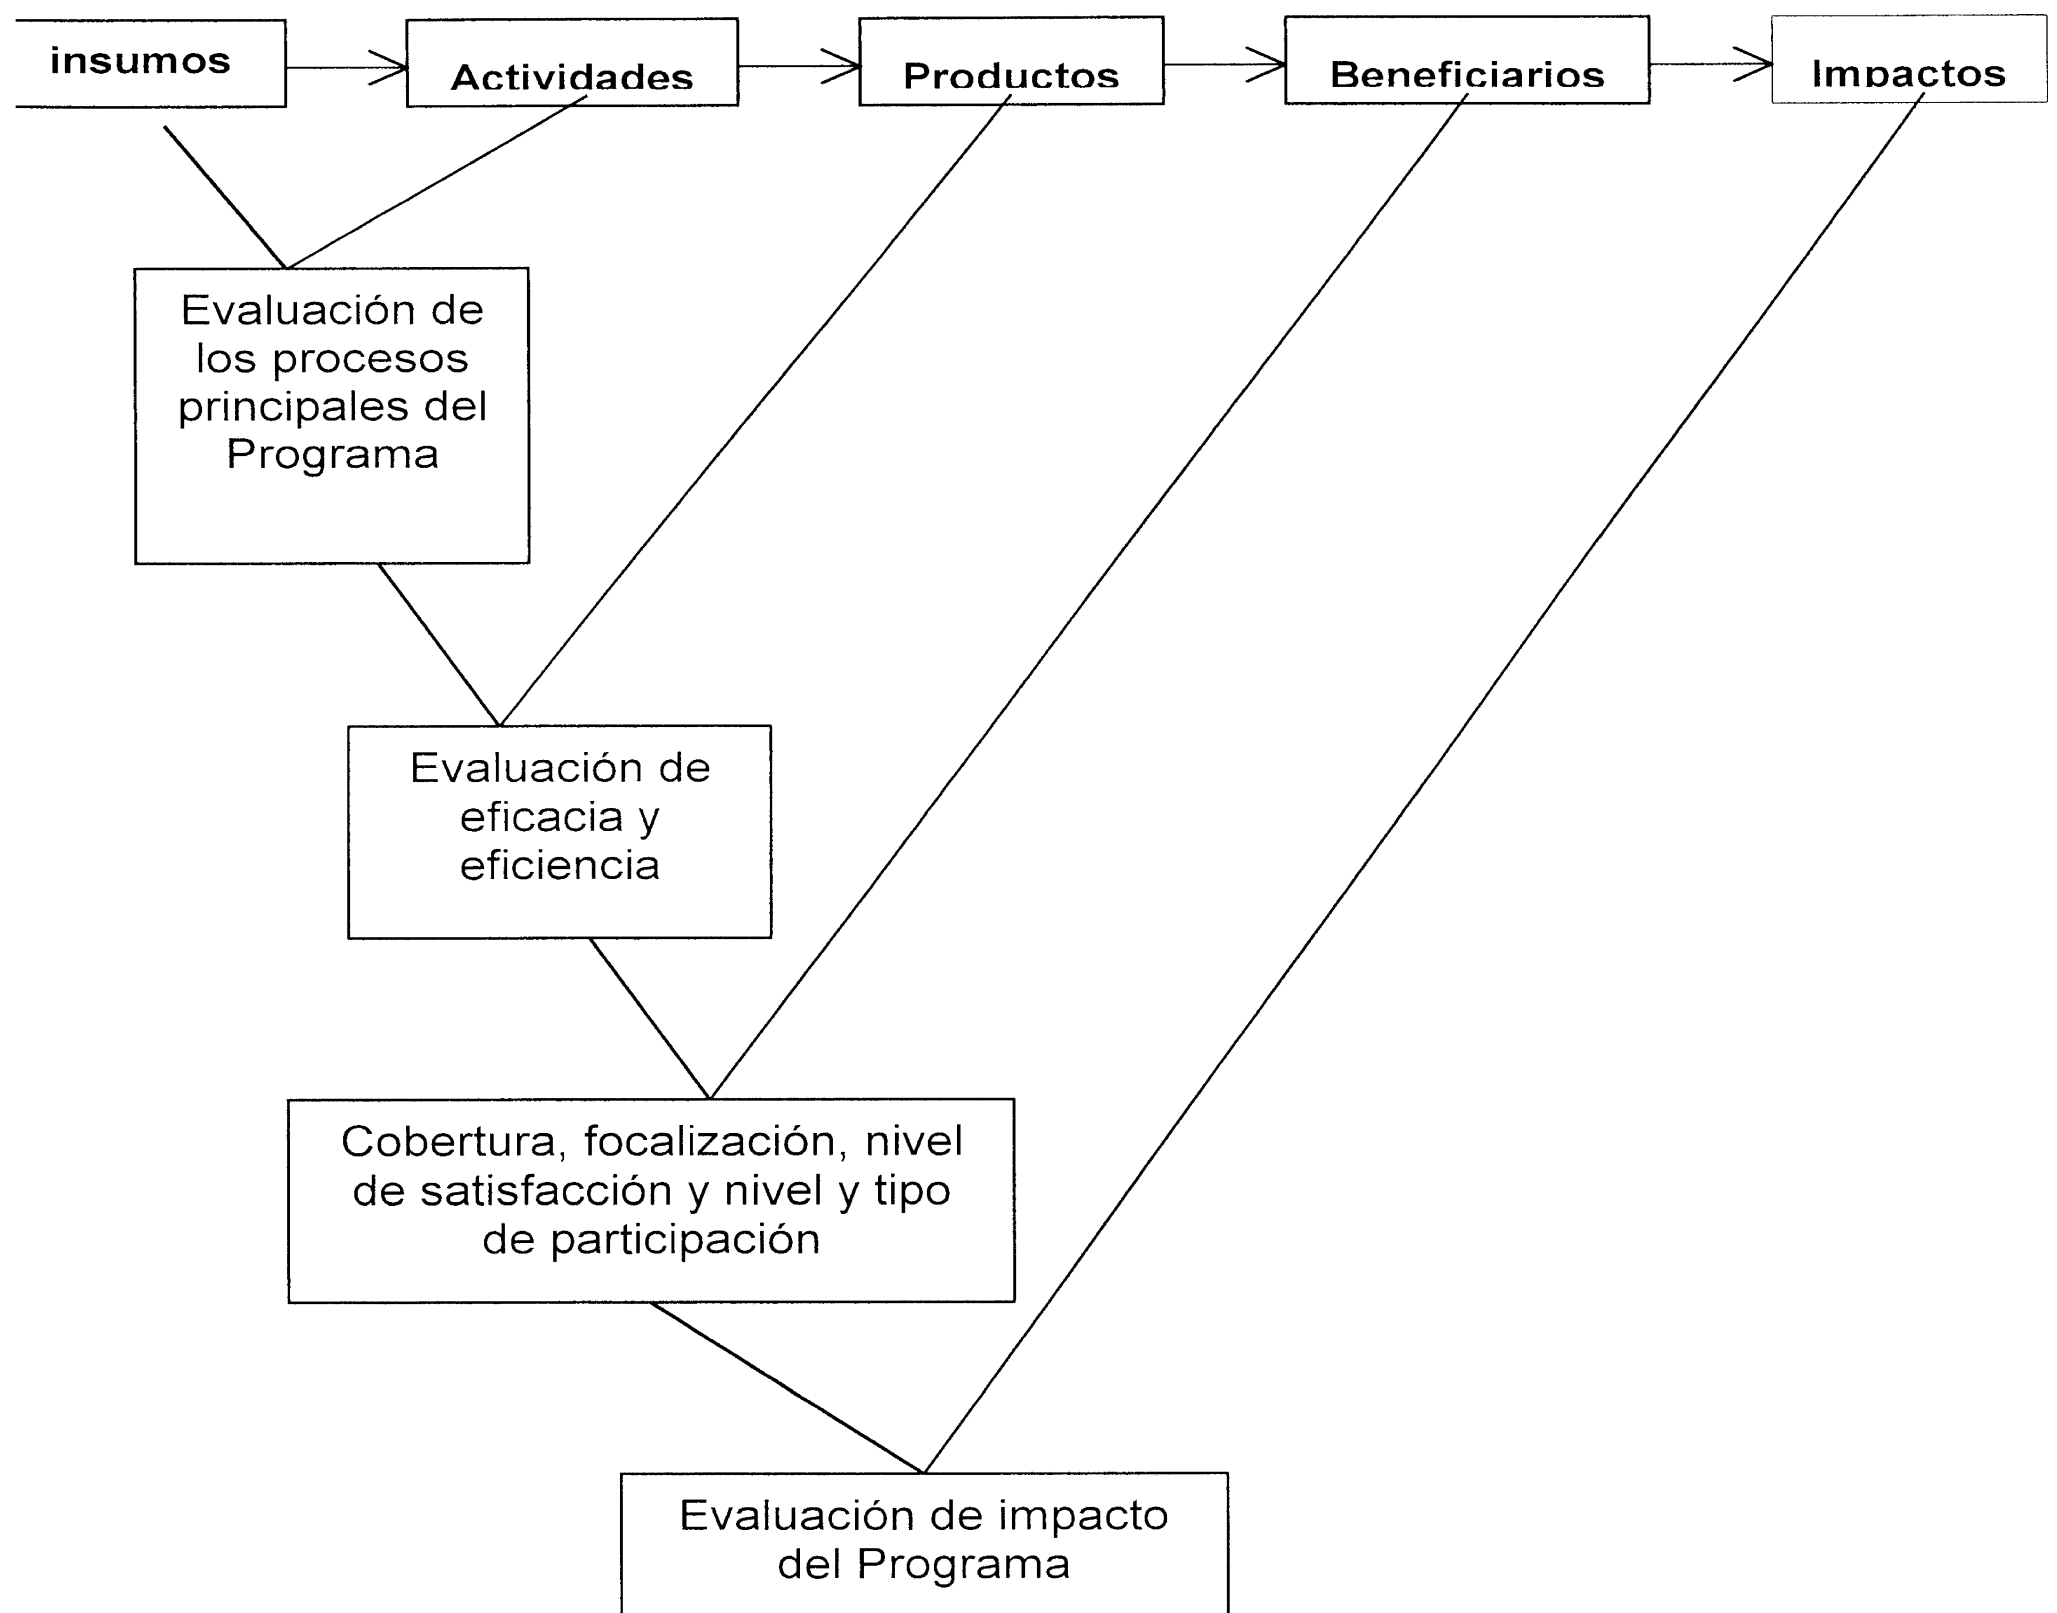 insumos
Actividades
Productos
Beneficiarios
Impactos
Evaluación de
los procesos
principales del
Programa
Evaluación de
eficacia y
eficiencia
Cobertura, focalización, nivel
de satisfacción y nivel y tipo
de participación
Evaluación de impacto
del Programa